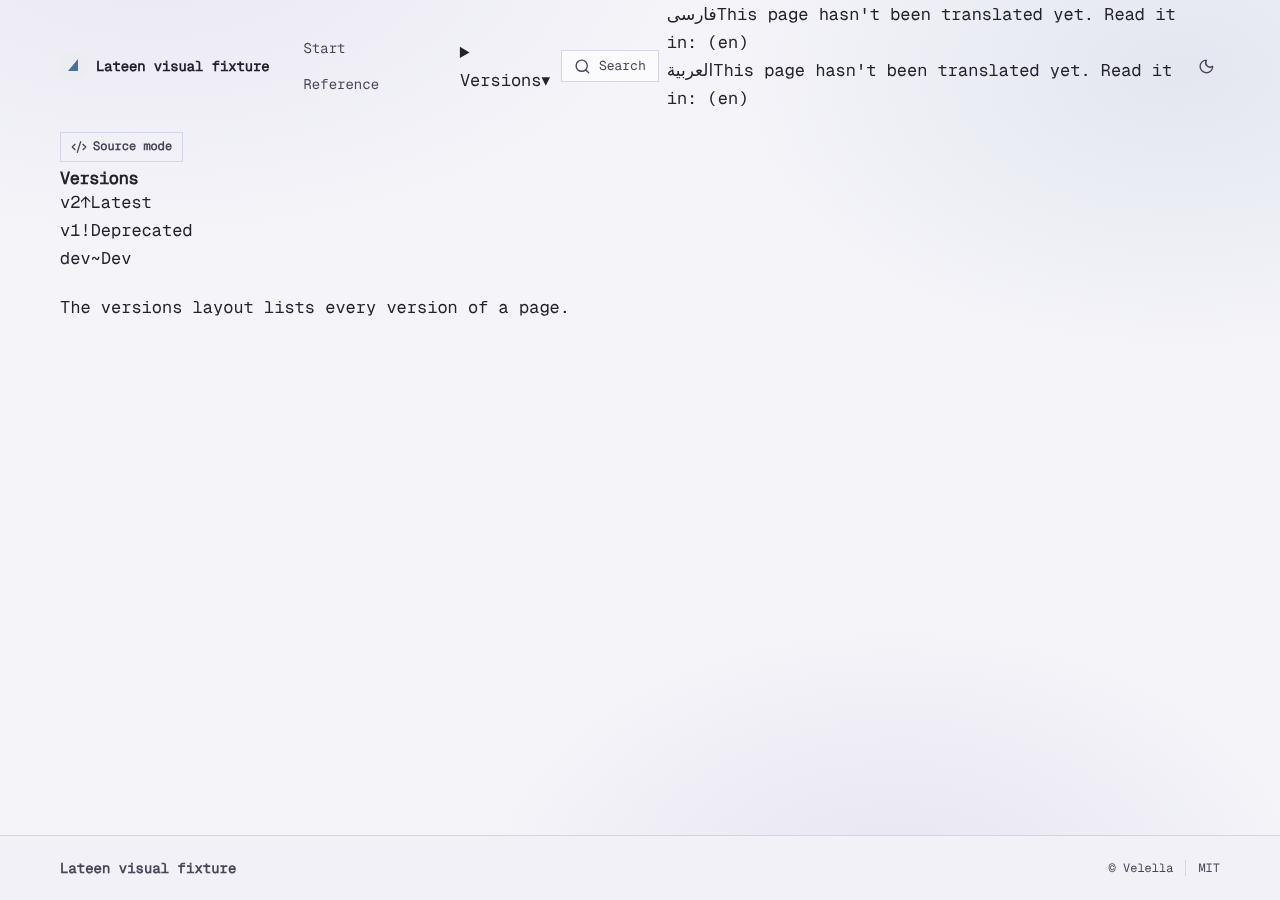 Lateen visual fixture
Start
Reference
Versions▾
Search
فارسیThis page hasn't been translated yet. Read it
in: (en)
العربيةThis page hasn't been translated yet. Read it
in: (en)
Source mode
Versions
v2↑Latest
v1!Deprecated
dev~Dev
The versions layout lists every version of a page.
Lateen visual fixture
© Velella
MIT